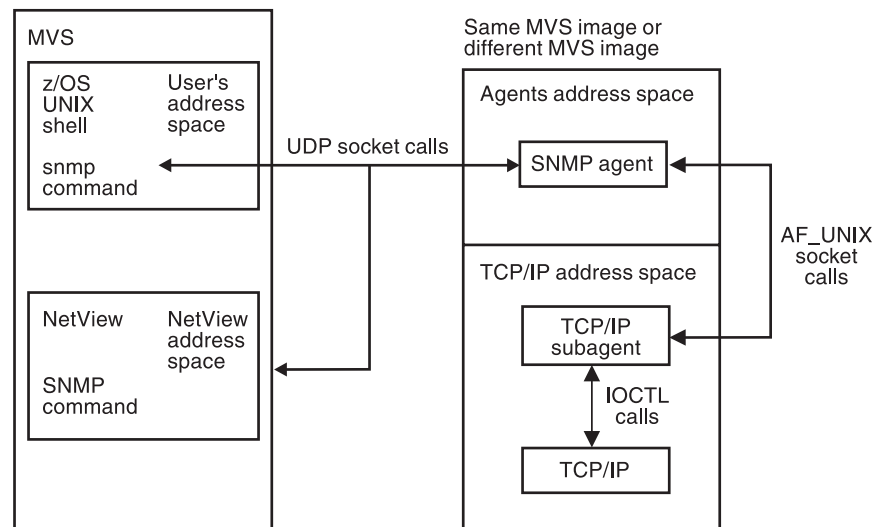 MVS
z/OS
UNIX
shell
User's
address
space
snmp
command
NetView
NetView
address
space
SNMP
command
UDP socket calls
Same MVS image or
different MVS image
Agents address space
SNMP agent
AF_UNIX
socket
calls
TCP/IP address space
TCP/IP
subagent
IOCTL
calls
TCP/IP